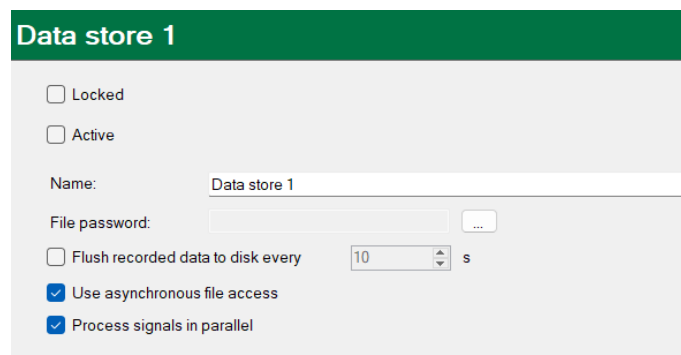 Data store 1
Locked
Active
Name: Data store 1
File password: ...
Flush recorded data to disk every 10 s
Use asynchronous file access
Process signals in parallel